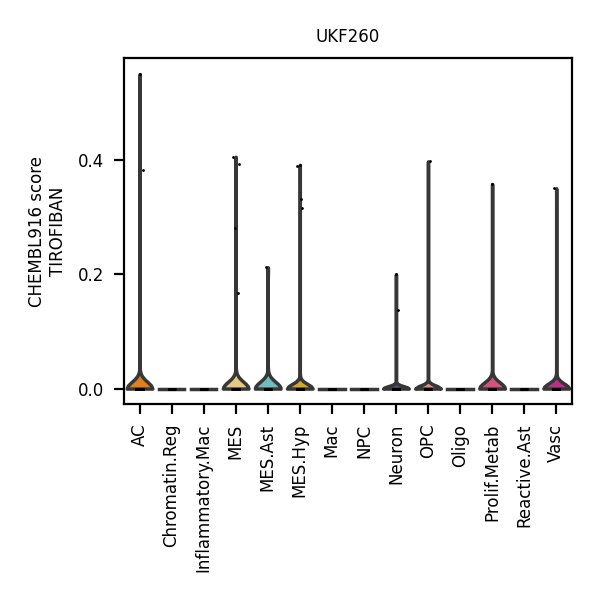 UKF260
CHEMBL916 score
TIROFIBAN
0.4
0.2
0.0
AC
Chromatin.Reg
Inflammatory.Mac
MES
MES.Ast
MES.Hyp
Mac
NPC
Neuron
OPC
Oligo
Prolif.Metab
Reactive.Ast
Vasc